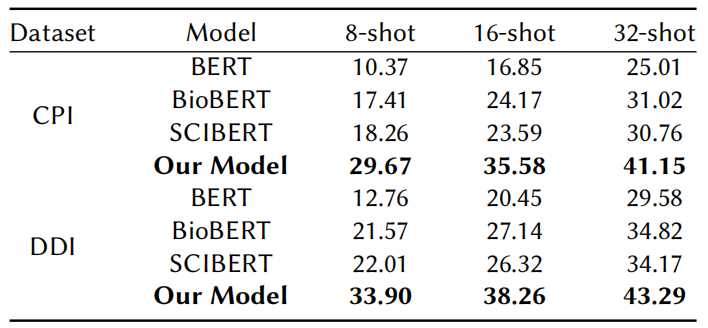 Dataset Model 8-shot 16-shot 32-shot
BERT 10.37 16.85 25.01
BioBERT 17.41 24.17 31.02
CPI
SCIBERT 18.26 23.59 30.76
Our Model 29.67 35.58 41.15
BERT 12.76 20.45 29.58
BioBERT 21.57 27.14 34.82
DDI
SCIBERT 22.01 26.32 34.17
Our Model 33.90 38.26 43.29